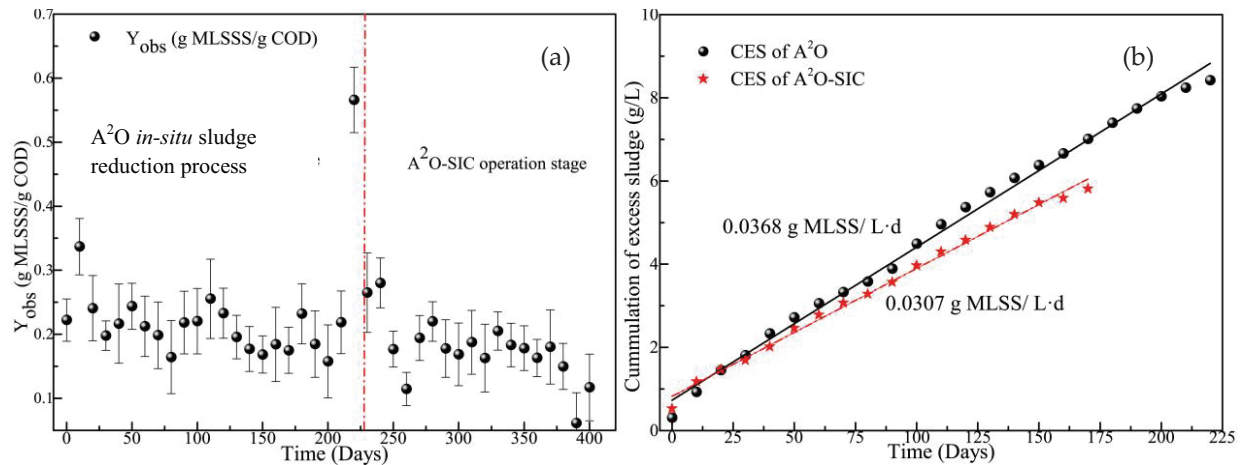 0.7
0.6
0.5
0.4
0.3
0.2
0.1
Y_obs (g MLSSS/g COD)
Y_obs (g MLSSS/g COD)
(a)
A²O in-situ sludge
reduction process
A²O-SIC operation stage
0 50 100 150 200 250 300 350 400
Time (Days)
10
8
6
4
2
0
Cummulation of excess sludge (g/L)
CES of A²O
CES of A²O-SIC
(b)
0.0368 g MLSS/ L·d
0.0307 g MLSS/ L·d
0 25 50 75 100 125 150 175 200 225
Time (Days)